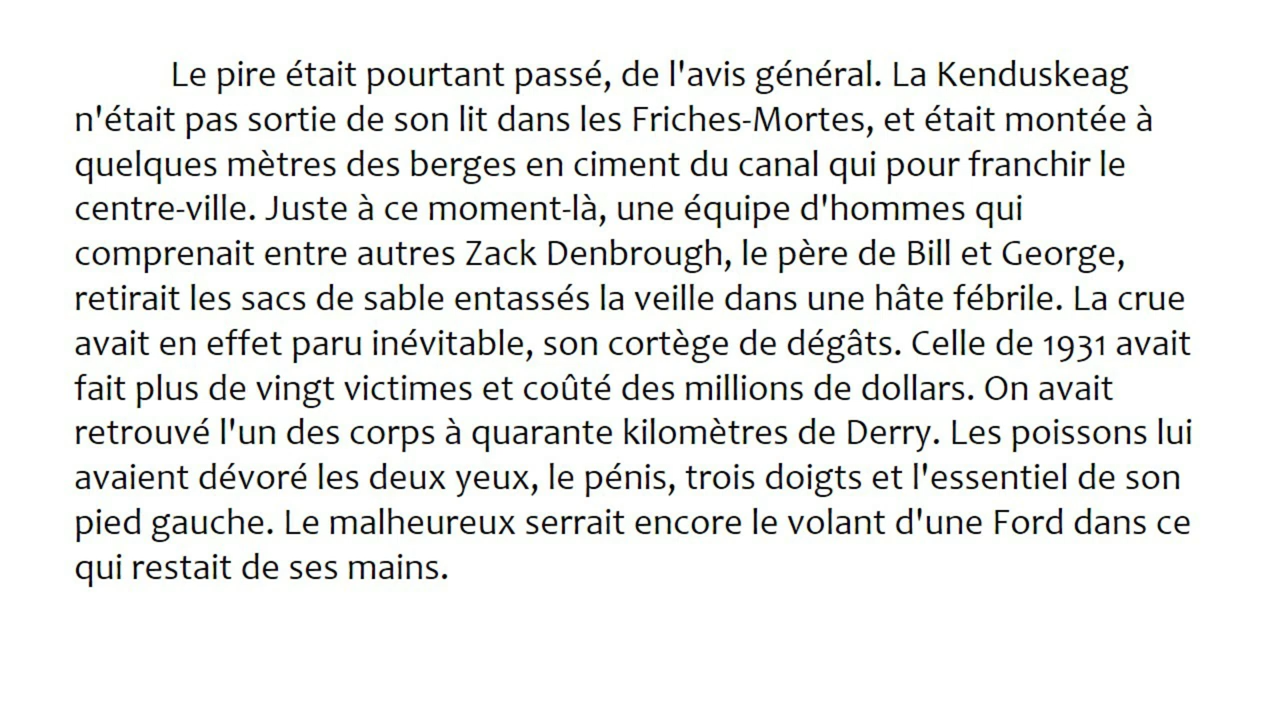 Le pire était pourtant passé, de l'avis général. La Kenduskeag
n'était pas sortie de son lit dans les Friches-Mortes, et était montée à
quelques mètres des berges en ciment du canal qui pour franchir le
centre-ville. Juste à ce moment-là, une équipe d'hommes qui
comprenait entre autres Zack Denbrough, le père de Bill et George,
retirait les sacs de sable entassés la veille dans une hâte fébrile. La crue
avait en effet paru inévitable, son cortège de dégâts. Celle de 1931 avait
fait plus de vingt victimes et coûté des millions de dollars. On avait
retrouvé l'un des corps à quarante kilomètres de Derry. Les poissons lui
avaient dévoré les deux yeux, le pénis, trois doigts et l'essentiel de son
pied gauche. Le malheureux serrait encore le volant d'une Ford dans ce
qui restait de ses mains.